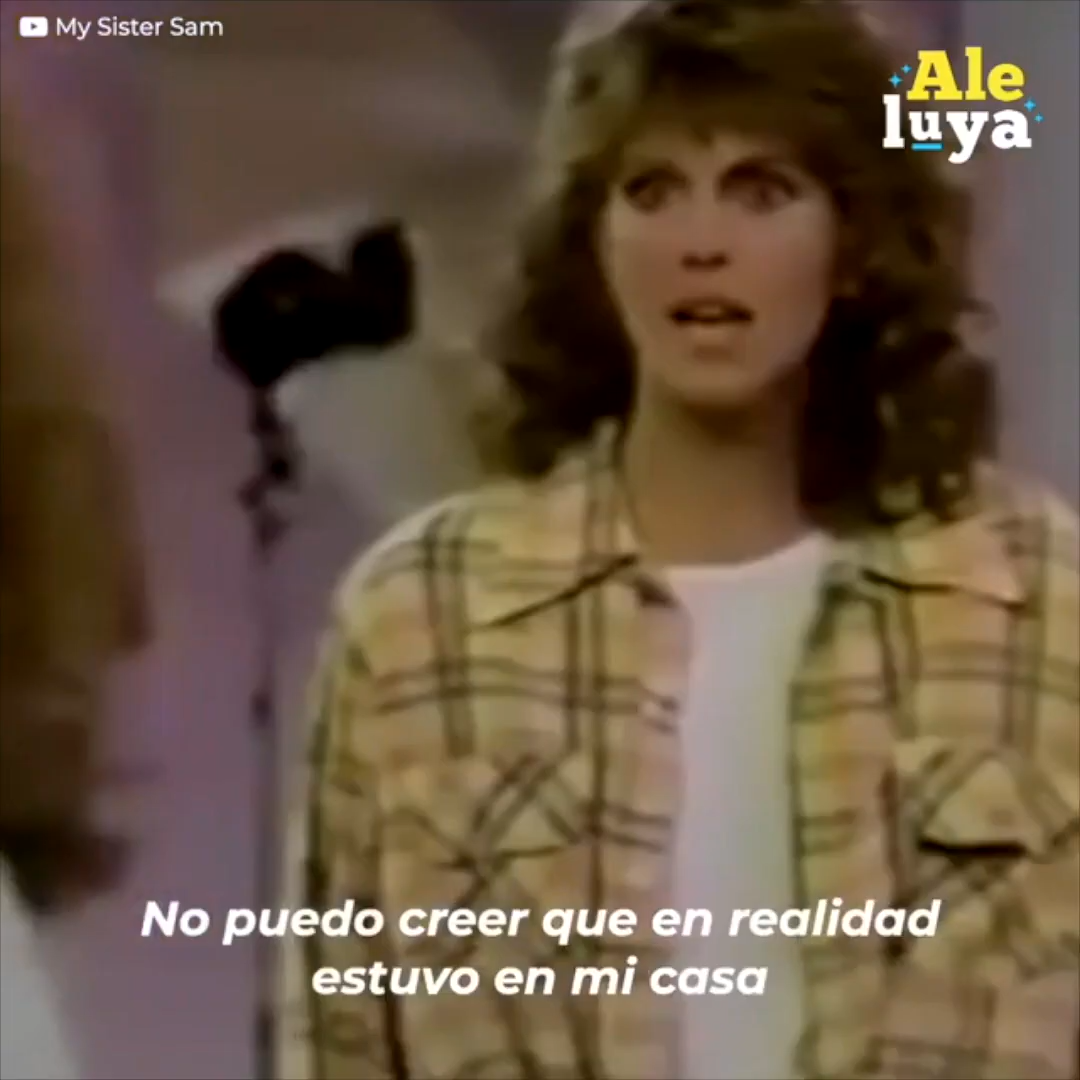 My Sister Sam
Ale
luya
No puedo creer que en realidad
estuvo en mi casa